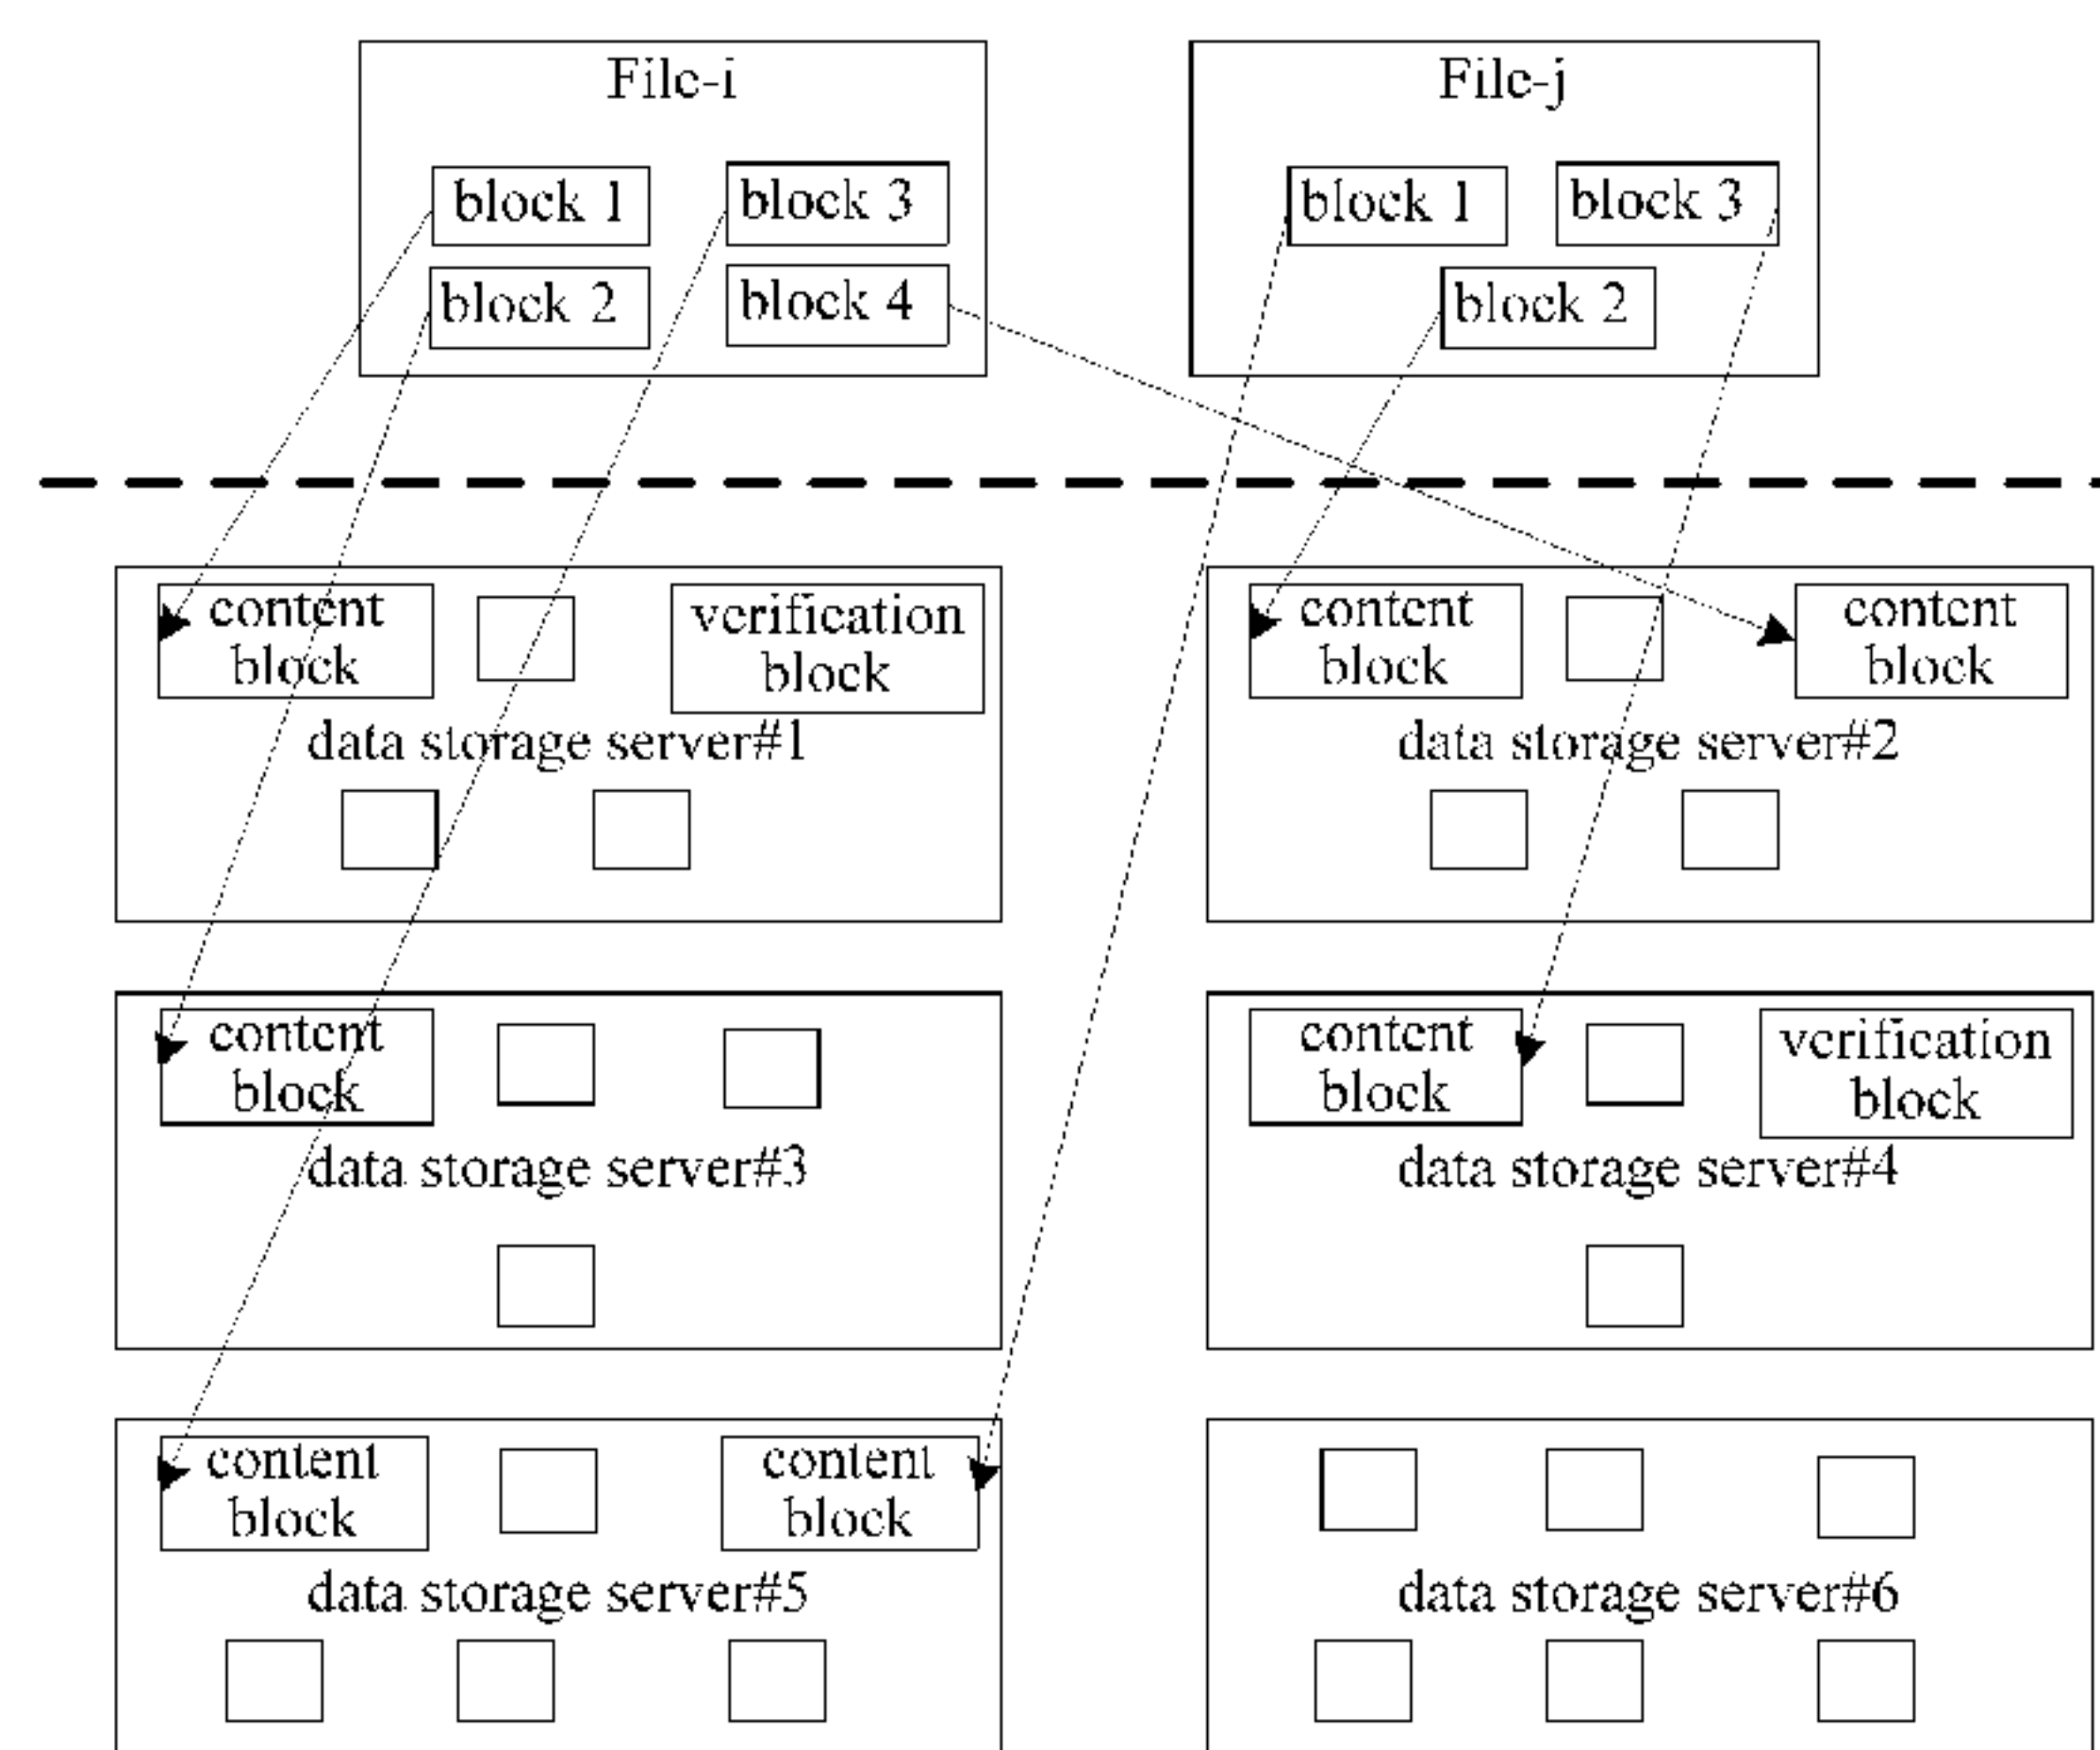 File-i
File-j
block 1
block 3
block 1
block 3
block 2
block 4
block 2
content
block
verification
block
content
block
content
block
data storage server#1
data storage server#2
content
block
content
block
verification
block
data storage server#3
data storage server#4
content
block
content
block
data storage server#5
data storage server#6